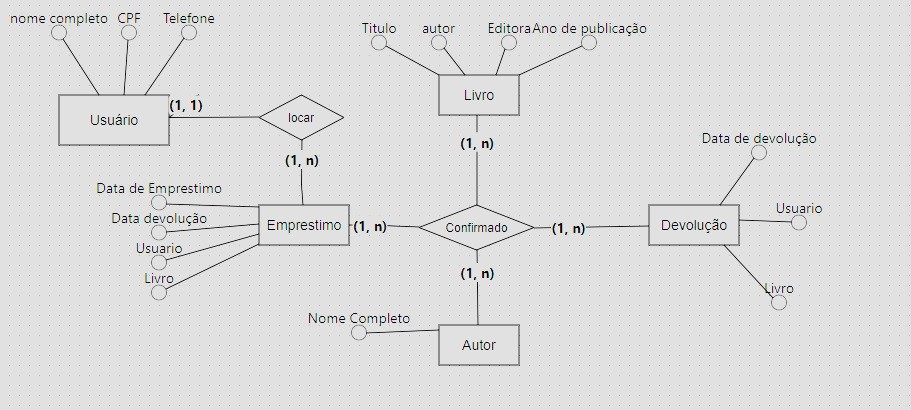 nome completo
CPF
Telefone
Titulo
autor
Editora
Ano de publicação
Usuário
(1, 1)
locar
Livro
(1, n)
(1, n)
Data de devolução
Data de Emprestimo
Data devolução
Usuario
Livro
Emprestimo
(1, n)
Confirmado
(1, n)
Devolução
Usuario
(1, n)
Livro
Nome Completo
Autor